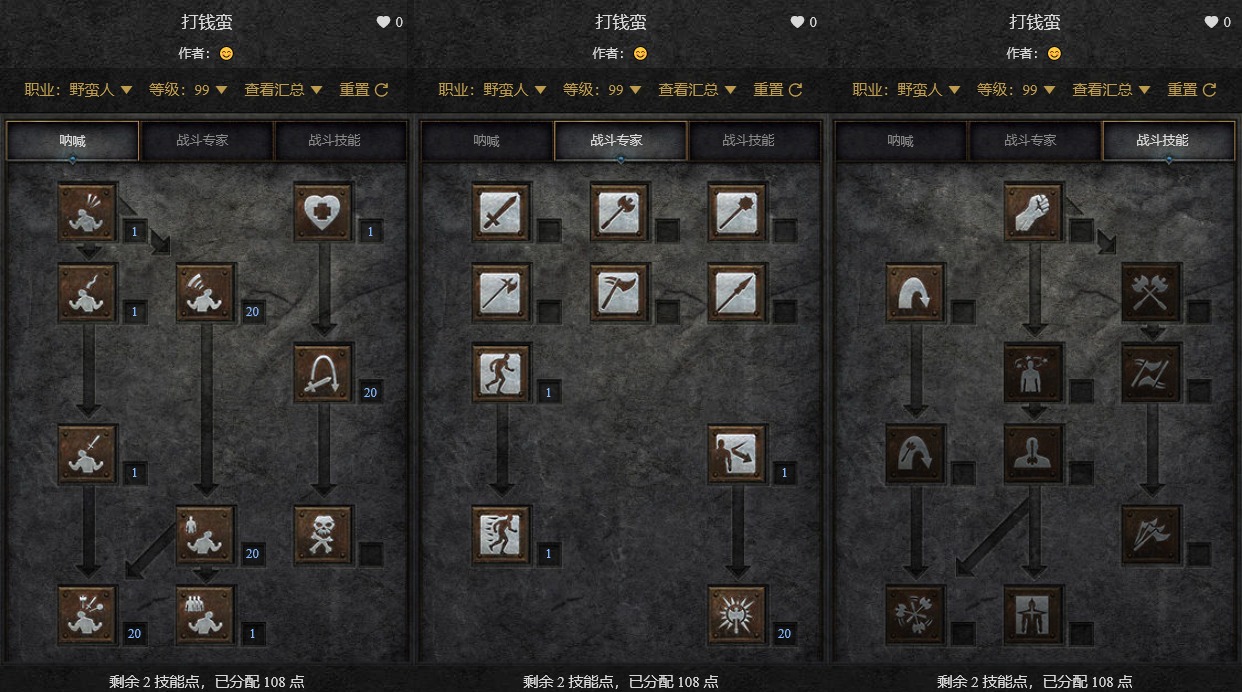 打钱蛮
0
作者：😊
职业：野蛮人 等级：99 查看汇总 重置
呐喊 战斗专家 战斗技能
1
1
1
20
20
1
20
20
1
剩余 2 技能点，已分配 108 点
打钱蛮
0
作者：😊
职业：野蛮人 等级：99 查看汇总 重置
呐喊 战斗专家 战斗技能
1
1
1
20
剩余 2 技能点，已分配 108 点
打钱蛮
0
作者：😊
职业：野蛮人 等级：99 查看汇总 重置
呐喊 战斗专家 战斗技能
剩余 2 技能点，已分配 108 点